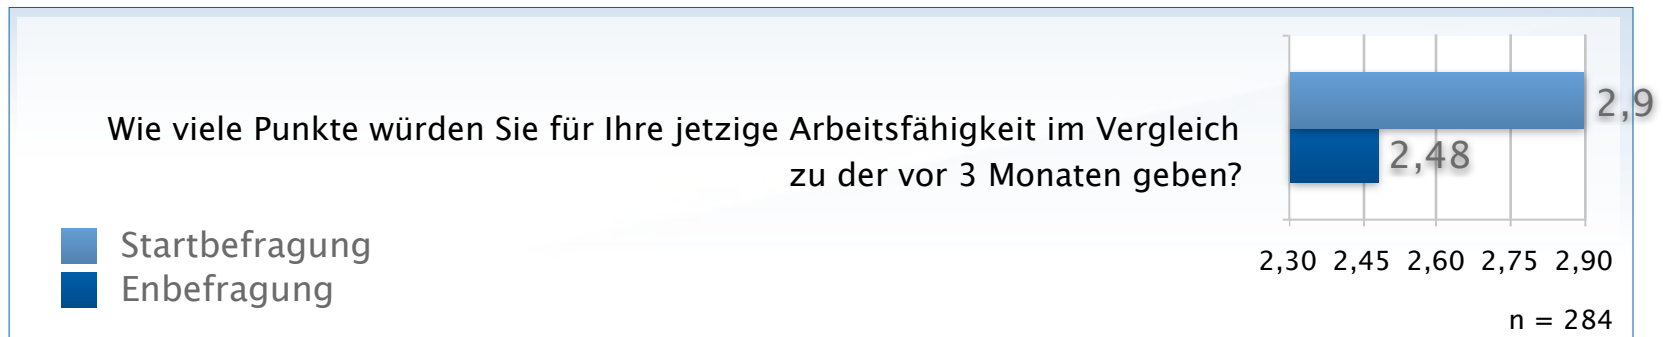 Wie viele Punkte würden Sie für Ihre jetzige Arbeitsfähigkeit im Vergleich
zu der vor 3 Monaten geben?
2,9
2,48
Startbefragung
Enbefragung
2,30 2,45 2,60 2,75 2,90
n = 284